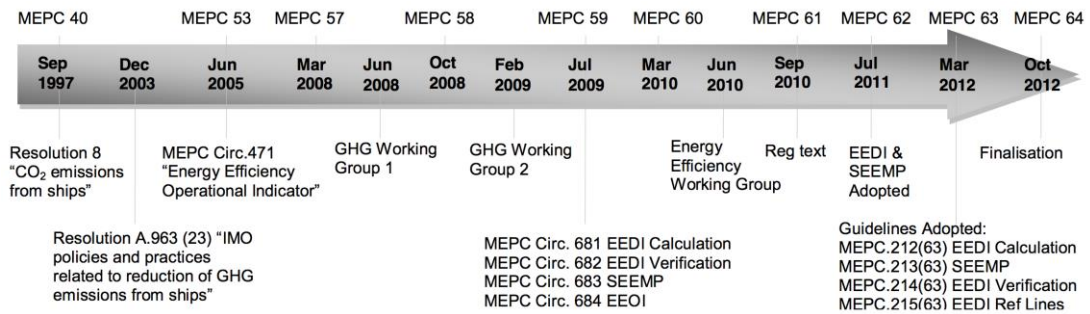 MEPC 40
MEPC 53
MEPC 57
MEPC 58
MEPC 59
MEPC 60
MEPC 61
MEPC 62
MEPC 63
MEPC 64
Sep
1997
Dec
2003
Jun
2005
Mar
2008
Jun
2008
Oct
2008
Feb
2009
Jul
2009
Mar
2010
Jun
2010
Sep
2010
Jul
2011
Mar
2012
Oct
2012
Resolution 8
“CO₂ emissions
from ships”
MEPC Circ.471
“Energy Efficiency
Operational Indicator”
GHG Working
Group 1
GHG Working
Group 2
Energy
Efficiency
Working Group
Reg text
EEDI &
SEEMP
Adopted
Finalisation
Resolution A.963 (23) “IMO
policies and practices
related to reduction of GHG
emissions from ships”
MEPC Circ. 681 EEDI Calculation
MEPC Circ. 682 EEDI Verification
MEPC Circ. 683 SEEMP
MEPC Circ. 684 EEOI
Guidelines Adopted:
MEPC.212(63) EEDI Calculation
MEPC.213(63) SEEMP
MEPC.214(63) EEDI Verification
MEPC.215(63) EEDI Ref Lines